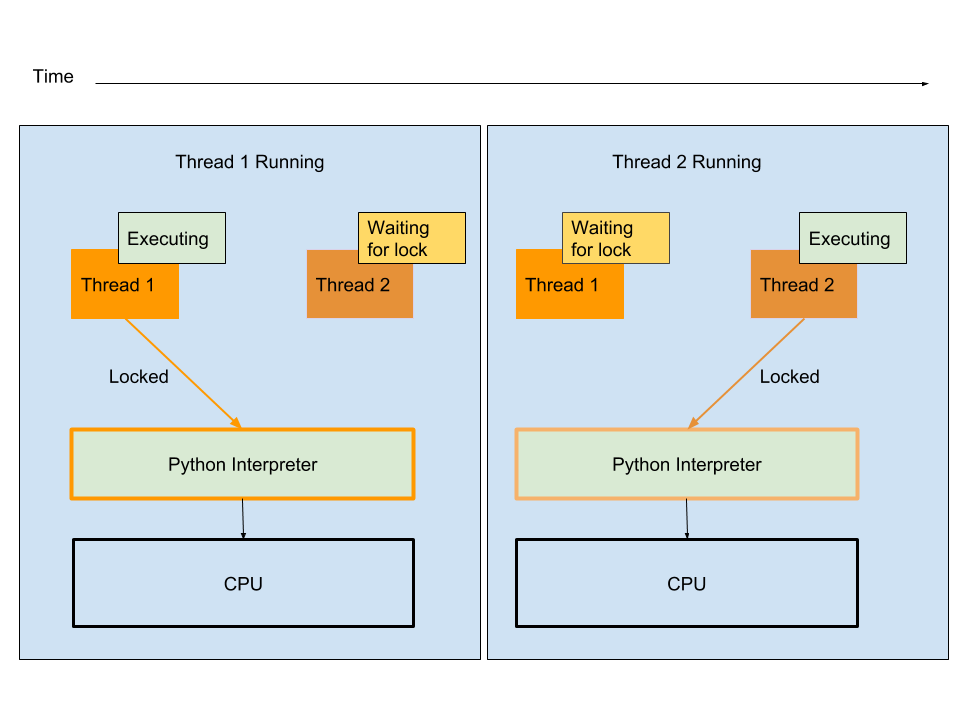 Time
Thread 1 Running
Executing
Waiting
for lock
Thread 1
Thread 2
Locked
Python Interpreter
CPU
Thread 2 Running
Waiting
for lock
Executing
Thread 1
Thread 2
Locked
Python Interpreter
CPU